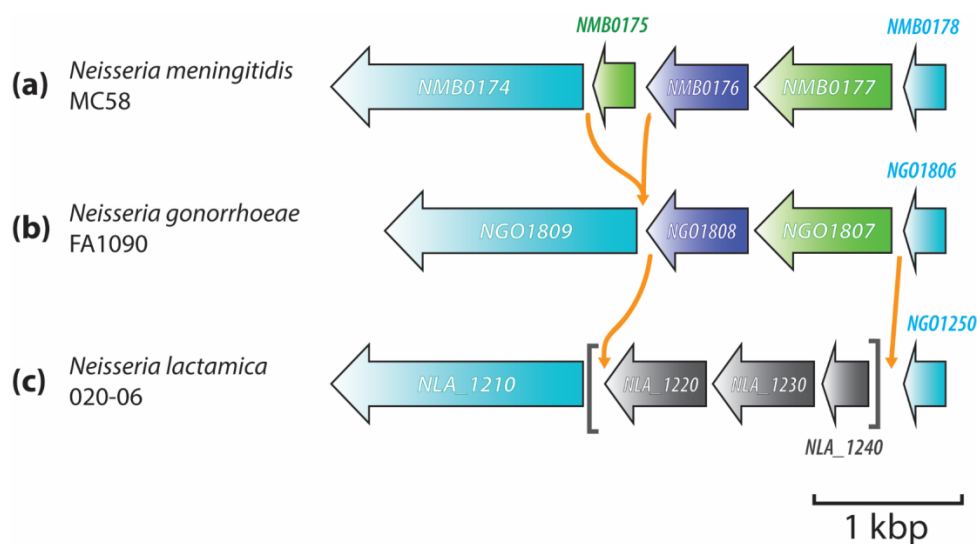 NMB0175
NMB0178
(a) Neisseria meningitidis
MC58
NMB0174
NMB0176
NMB0177
NGO1806
(b) Neisseria gonorrhoeae
FA1090
NGO1809
NGO1808
NGO1807
NGO1250
(c) Neisseria lactamica
020-06
NLA_1210
NLA_1220
NLA_1230
NLA_1240
1 kbp